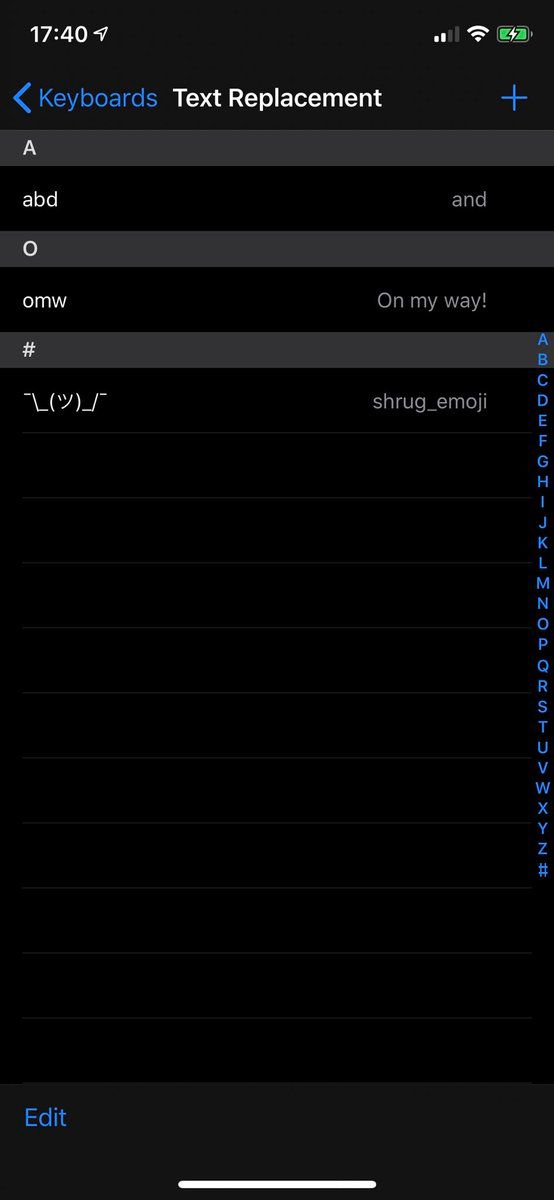 17:40
Keyboards Text Replacement +
A
abd and
O
omw On my way!
#
¯\_(ツ)_/¯ shrug_emoji
A
B
C
D
E
F
G
H
I
J
K
L
M
N
O
P
Q
R
S
T
U
V
W
X
Y
Z
#
Edit